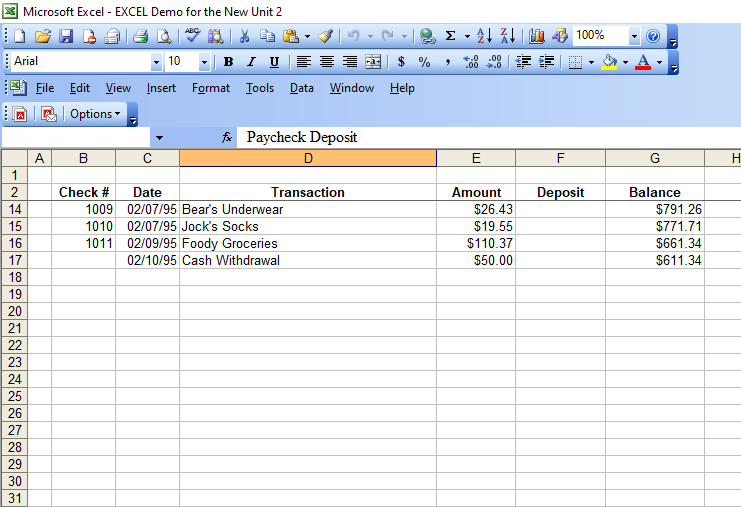 Microsoft Excel - EXCEL Demo for the New Unit 2
ABC Σ A Z Z A 100% ?
Arial 10 B I U $ % , .00 .00 A
File Edit View Insert Format Tools Data Window Help
Options
fx Paycheck Deposit
A B C D E F G H
1
2 Check # Date Transaction Amount Deposit Balance
14 1009 02/07/95 Bear's Underwear $26.43 $791.26
15 1010 02/07/95 Jock's Socks $19.55 $771.71
16 1011 02/09/95 Foody Groceries $110.37 $661.34
17 02/10/95 Cash Withdrawal $50.00 $611.34
18
19
20
21
22
23
24
25
26
27
28
29
30
31